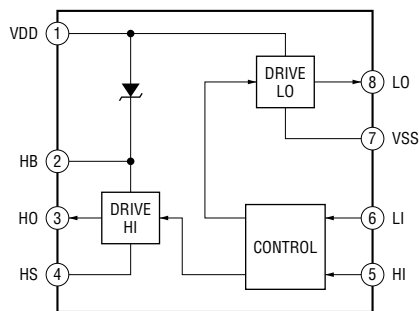 VDD 1
DRIVE
LO
8 LO
7 VSS
HB 2
HO 3
DRIVE
HI
HS 4
CONTROL
6 LI
5 HI